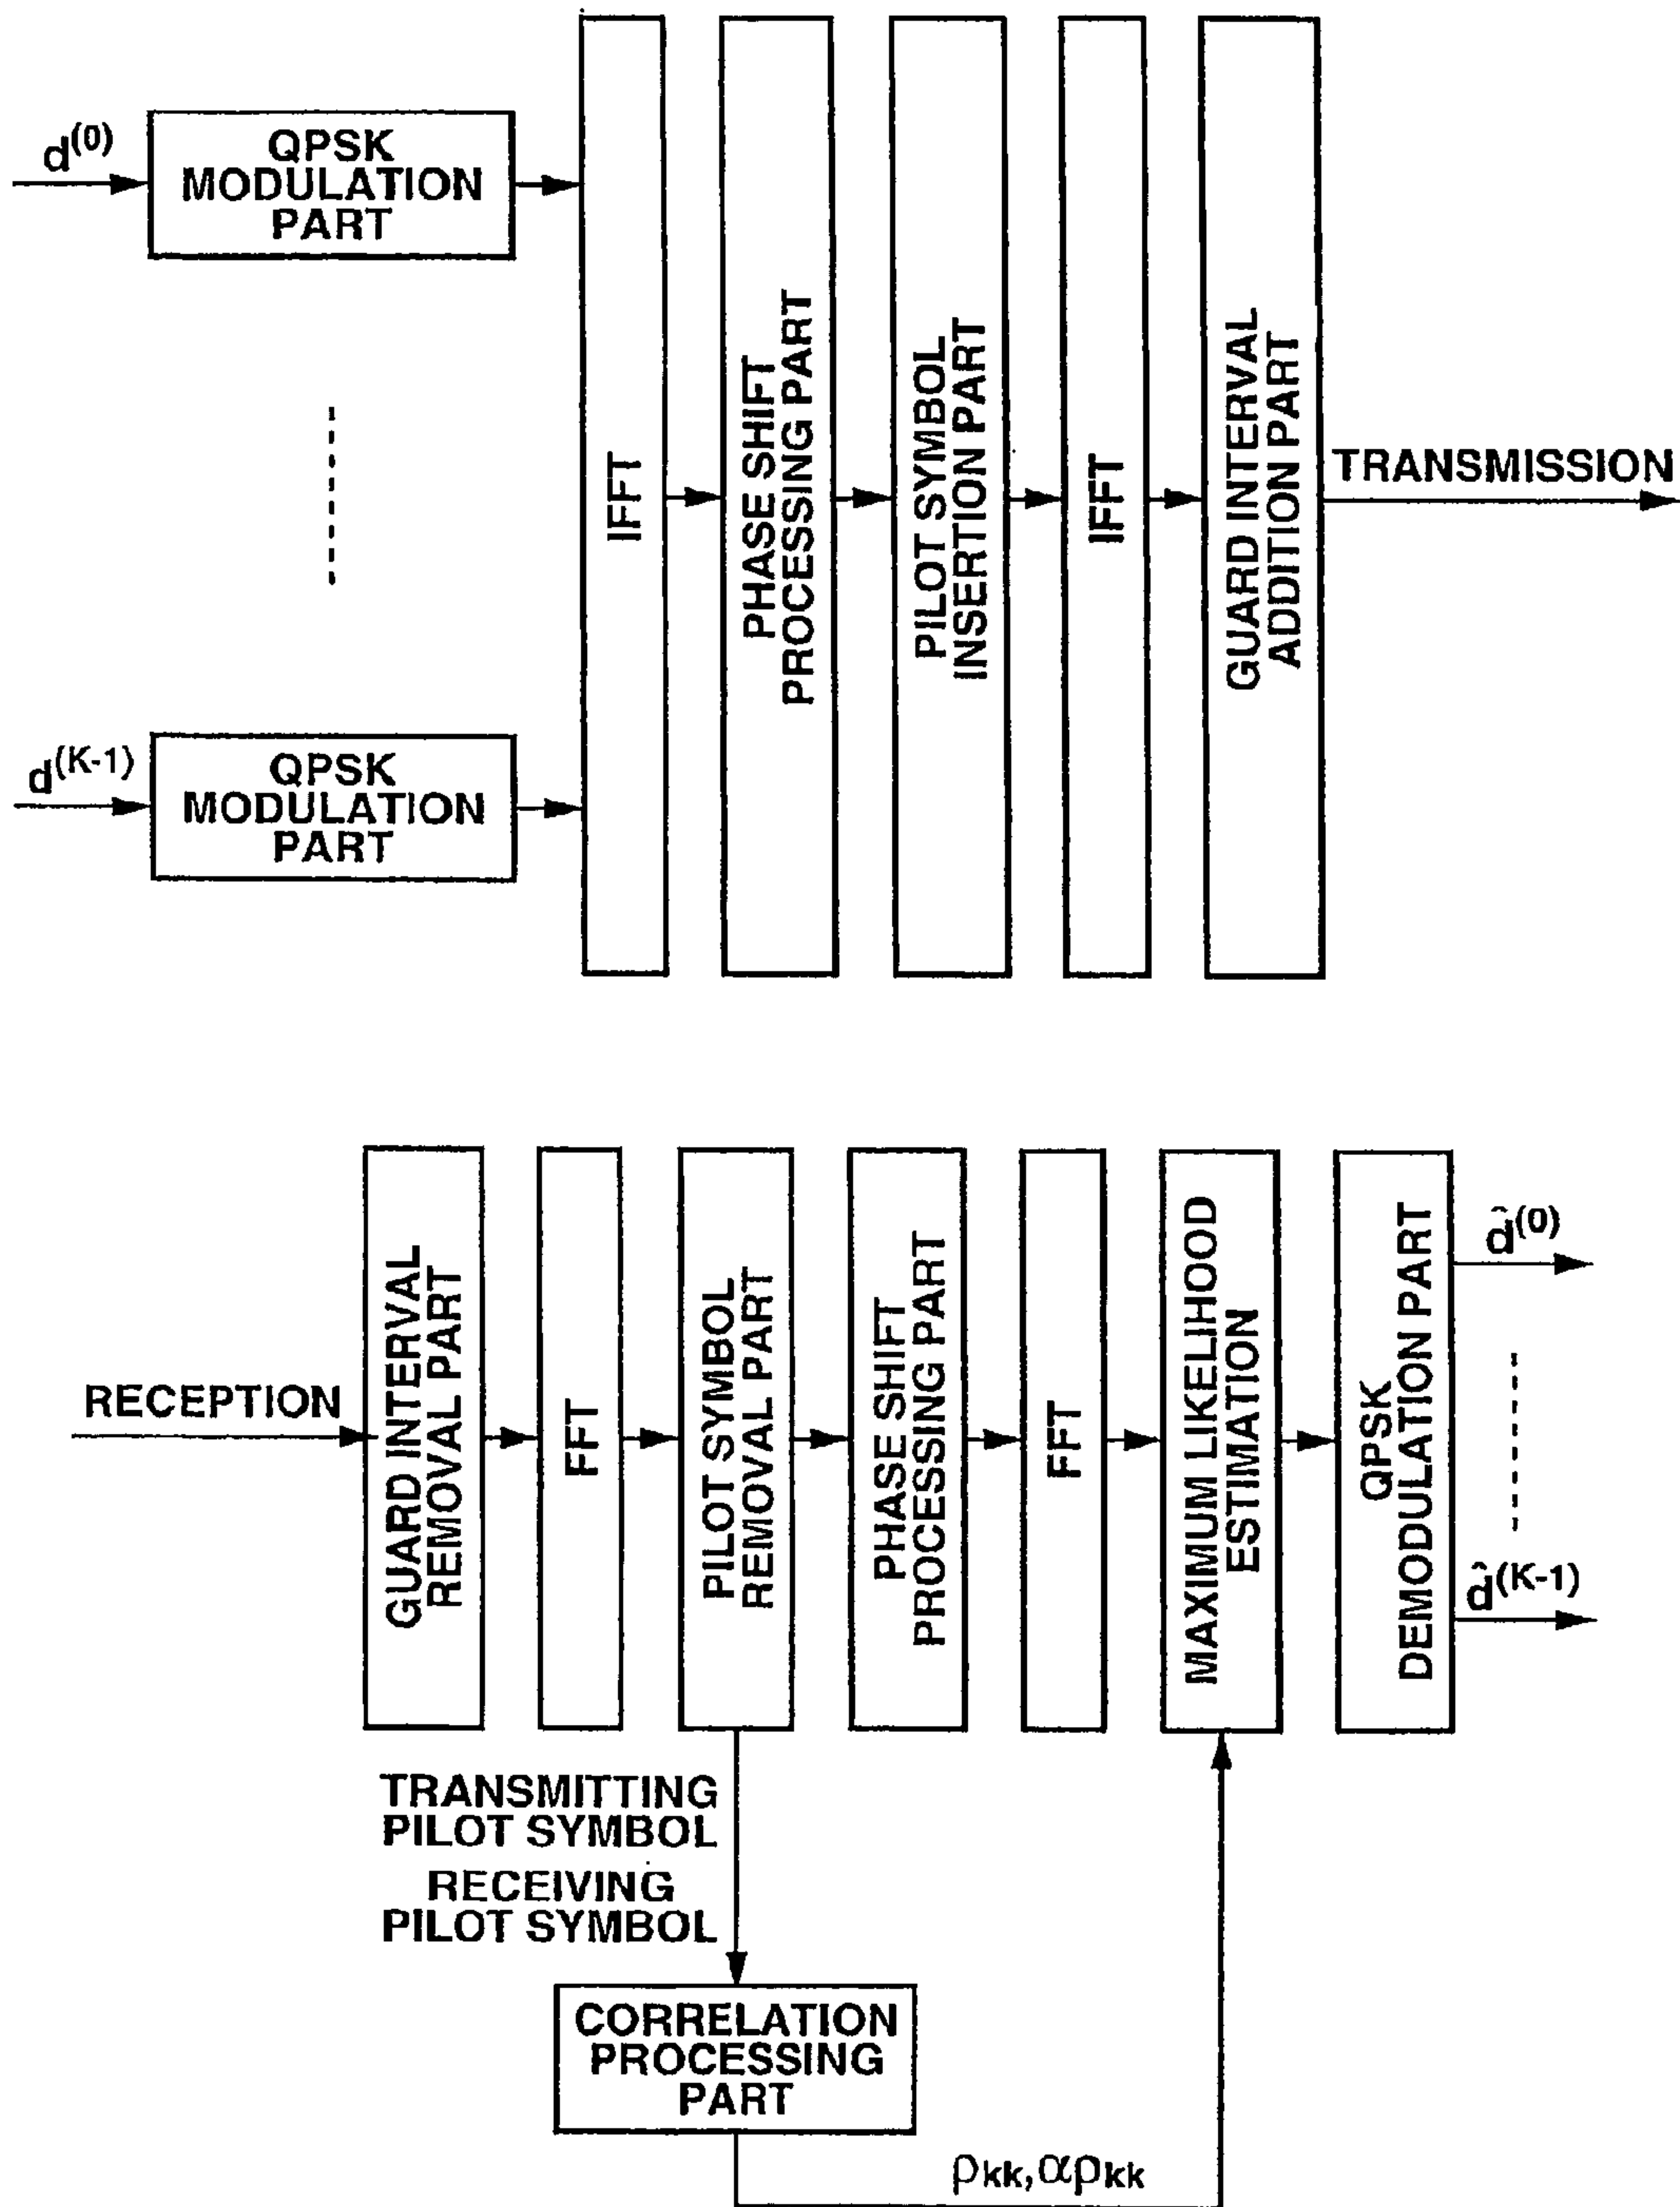 d(0)
QPSK
MODULATION
PART
d(K-1)
QPSK
MODULATION
PART
IFFT
PHASE SHIFT
PROCESSING PART
PILOT SYMBOL
INSERTION PART
IFFT
GUARD INTERVAL
ADDITION PART
TRANSMISSION
RECEPTION
GUARD INTERVAL
REMOVAL PART
FFT
PILOT SYMBOL
REMOVAL PART
PHASE SHIFT
PROCESSING PART
FFT
MAXIMUM LIKELIHOOD
ESTIMATION
QPSK
DEMODULATION PART
d̂(0)
d̂(K-1)
TRANSMITTING
PILOT SYMBOL
RECEIVING
PILOT SYMBOL
CORRELATION
PROCESSING
PART
ρkk,αρkk